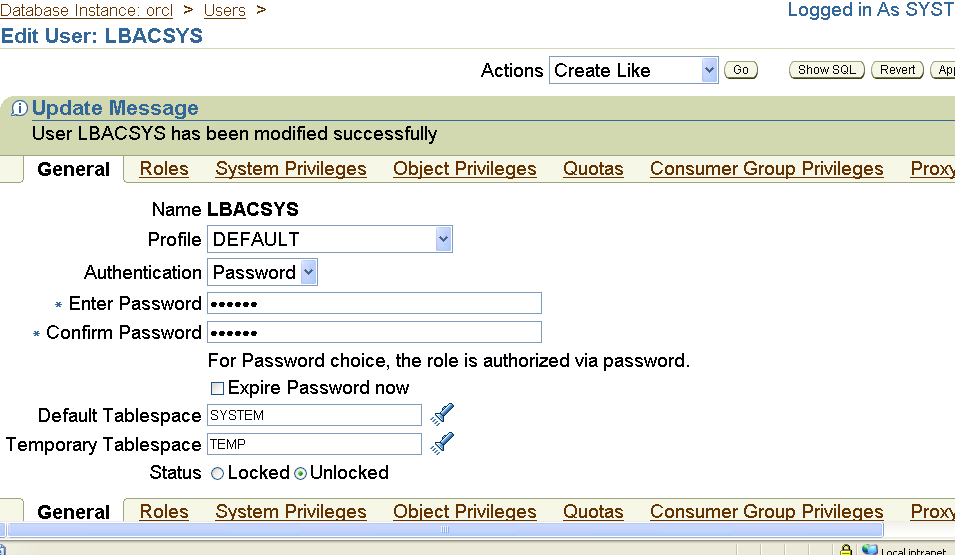 Database Instance: orcl > Users >
Logged in As SYST
Edit User: LBACSYS
Actions Create Like Go Show SQL Revert App
Update Message
User LBACSYS has been modified successfully
General Roles System Privileges Object Privileges Quotas Consumer Group Privileges Proxy
Name LBACSYS
Profile DEFAULT
Authentication Password
* Enter Password ••••••
* Confirm Password ••••••
For Password choice, the role is authorized via password.
Expire Password now
Default Tablespace SYSTEM
Temporary Tablespace TEMP
Status Locked Unlocked
General Roles System Privileges Object Privileges Quotas Consumer Group Privileges Proxy
Local intranet